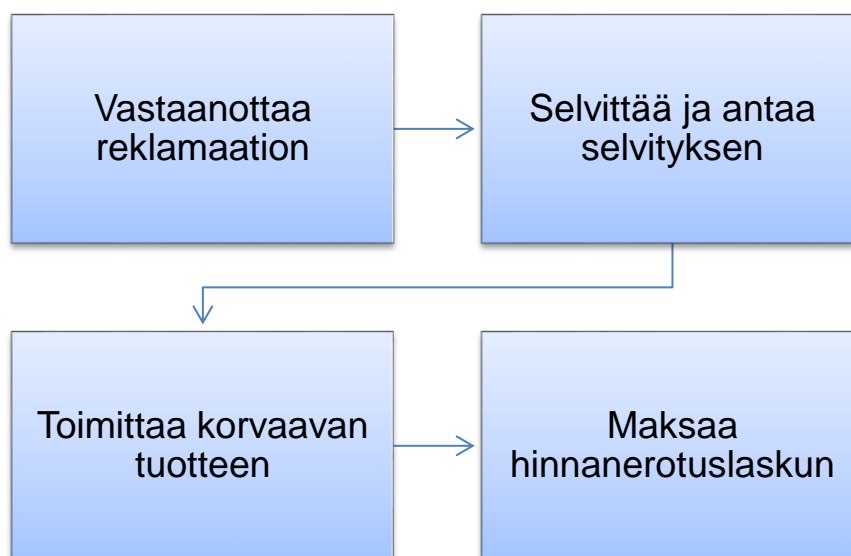 Vastaanottaa
reklamaation
Selvittää ja antaa
selvityksen
Toimittaa korvaavan
tuotteen
Maksaa
hinnanerotuslaskun